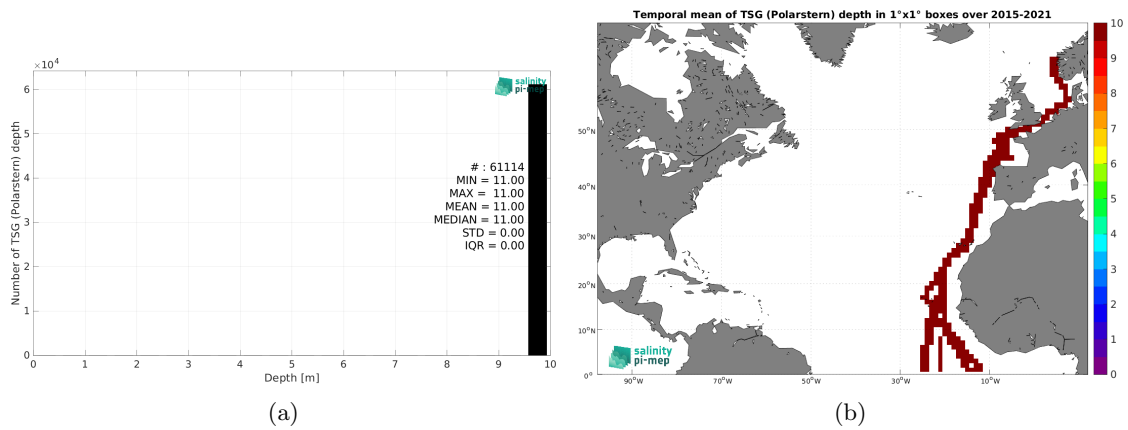 ×10⁴
salinity
pi-mep
6
5
4
3
2
1
0
Number of TSG (Polarstern) depth
# : 61114
MIN = 11.00
MAX = 11.00
MEAN = 11.00
MEDIAN = 11.00
STD = 0.00
IQR = 0.00
0 1 2 3 4 5 6 7 8 9 10
Depth [m]
(a)
Temporal mean of TSG (Polarstern) depth in 1°x1° boxes over 2015-2021
50°N
40°N
30°N
20°N
10°N
0°
90°W 70°W 50°W 30°W 10°W
salinity
pi-mep
10
9
8
7
6
5
4
3
2
1
0
(b)